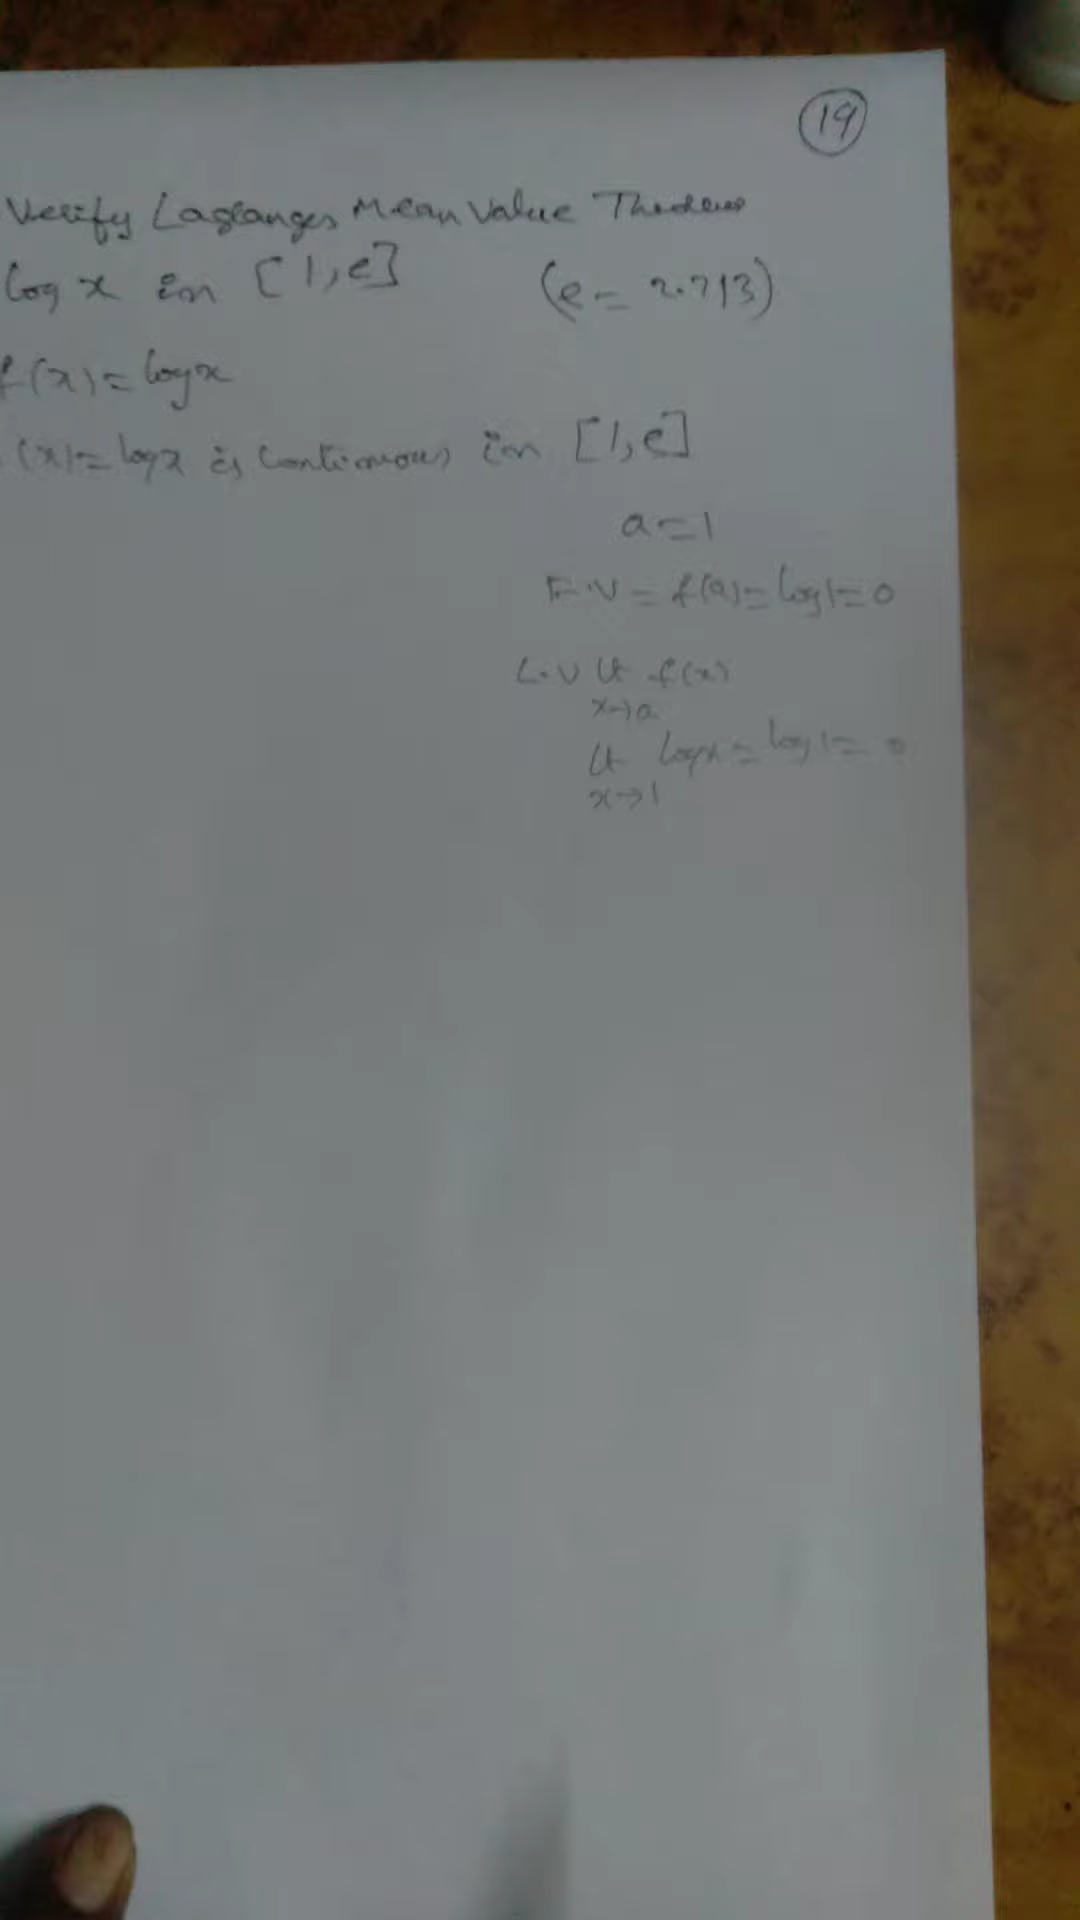 19
Verify Lagranges Mean Value Theorem
log x in [1,e] (e = 2.713)
f(x) = log x
(x) = log x is continuous in [1,e]
a = 1
F.V = f(a) = log 1 = 0
L.V lt f(x)
x→a
lt log x = log 1 = 0
x→1